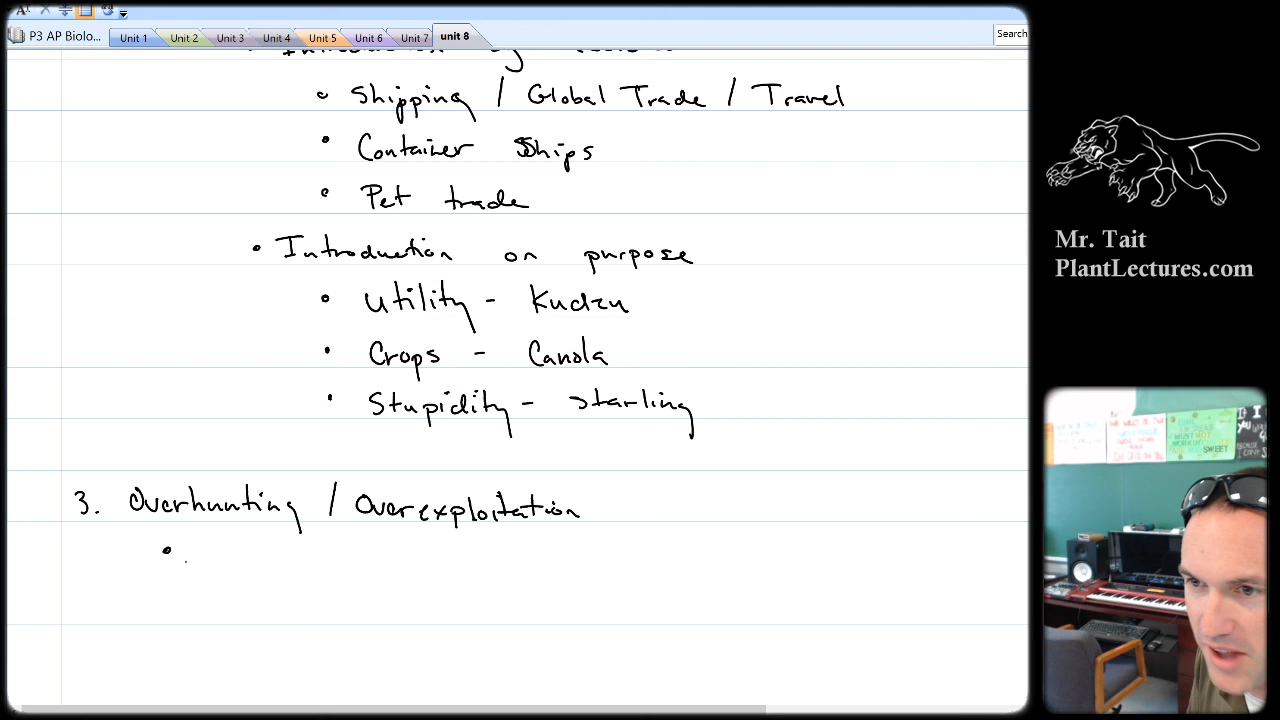 P3 AP Biolo...
Unit 1
Unit 2
Unit 3
Unit 4
Unit 5
Unit 6
Unit 7
unit 8
Search
Shipping / Global Trade / Travel
Container Ships
Pet trade
Introduction on purpose
Utility - Kudzu
Crops - Canola
Stupidity - starling
3. Overhunting / Overexploitation
Mr. Tait
PlantLectures.com
SWEET